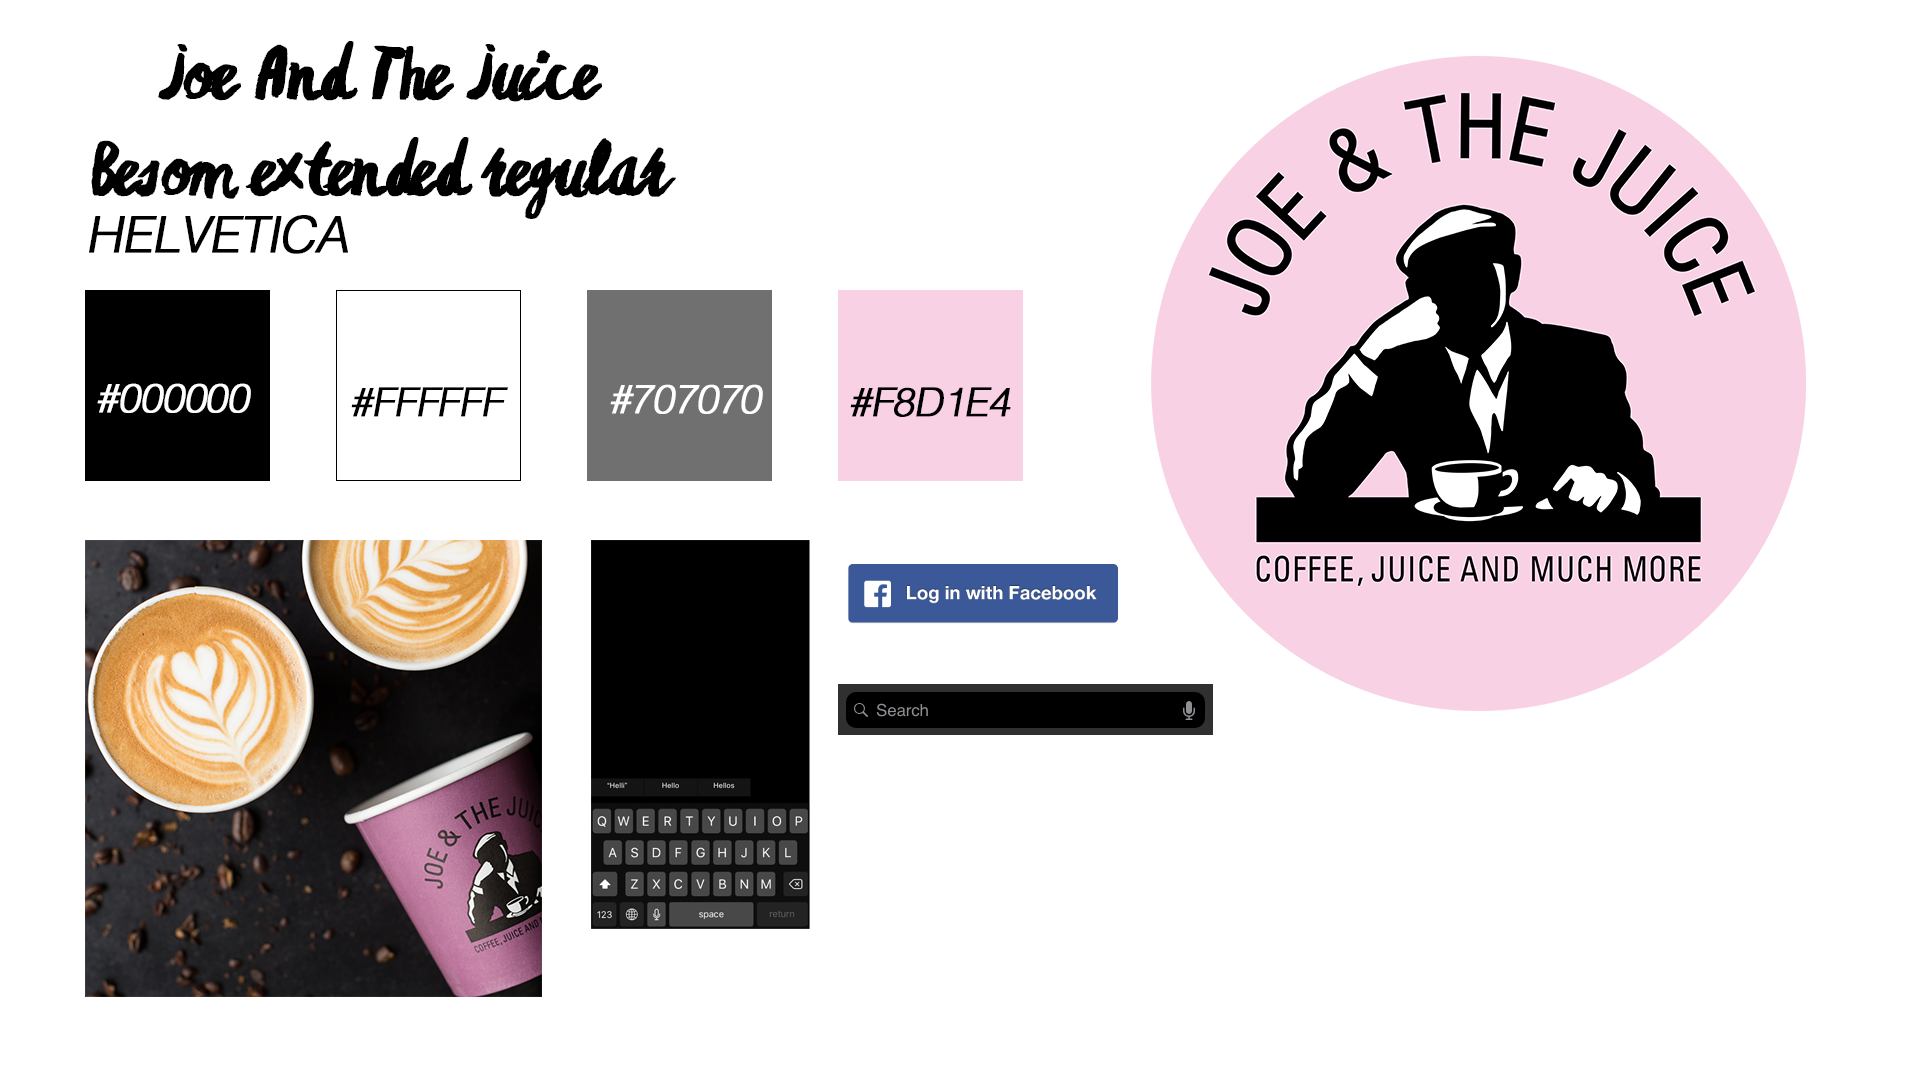 Joe And The Juice
Besom extended regular
HELVETICA
#000000
#FFFFFF
#707070
#F8D1E4
JOE & THE JUICE
COFFEE, JUICE AND MUCH MORE
JOE & THE JUIC
COFFEE, JUICE AND
"Helli" Hello Hellos
Q W E R T Y U I O P
A S D F G H J K L
Z X C V B N M
123 space return
Log in with Facebook
Search